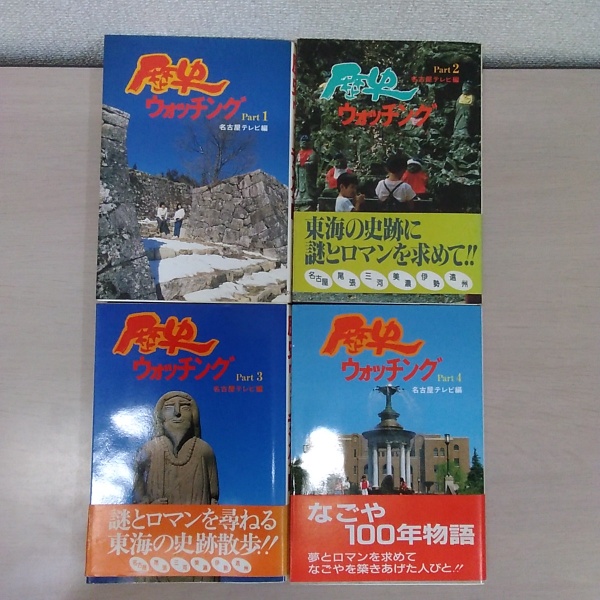 歴史
ウォッチング
Part 1
名古屋テレビ編
歴史
ウォッチング
Part 2
名古屋テレビ編
東海の史跡に
謎とロマンを求めて!!
名古屋 尾張 三河 美濃 伊勢 遠州
歴史
ウォッチング
Part 3
名古屋テレビ編
謎とロマンを尋ねる
東海の史跡散歩!!
歴史
ウォッチング
Part 4
名古屋テレビ編
なごや
100年物語
夢とロマンを求めて
なごやを築きあげた人びと!!